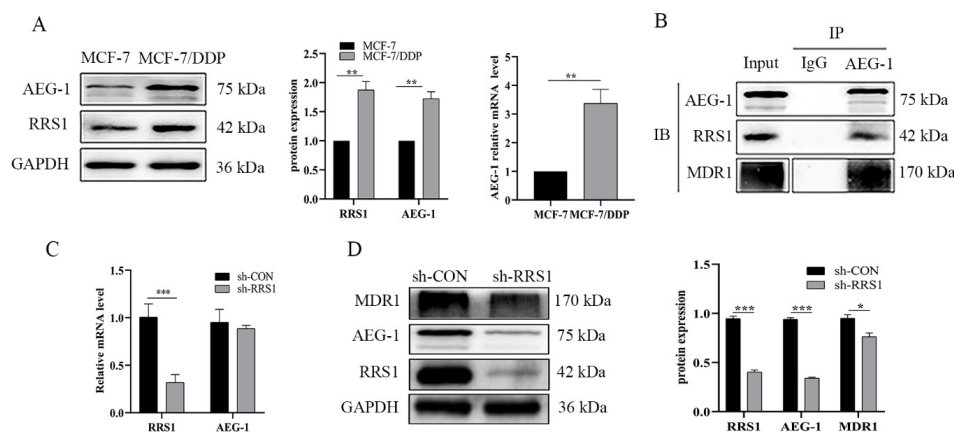 A
MCF-7 MCF-7/DDP
AEG-1 75 kDa
RRS1 42 kDa
GAPDH 36 kDa
MCF-7
MCF-7/DDP
protein expression
2.0
1.5
1.0
0.5
0.0
** **
RRS1 AEG-1
AEG-1 relative mRNA level
5
4
3
2
1
0
**
MCF-7 MCF-7/DDP
B
IP
Input IgG AEG-1
IB
AEG-1 75 kDa
RRS1 42 kDa
MDR1 170 kDa
C
sh-CON
sh-RRS1
Relative mRNA level
1.5
1.0
0.5
0.0
***
RRS1 AEG-1
D
sh-CON sh-RRS1
MDR1 170 kDa
AEG-1 75 kDa
RRS1 42 kDa
GAPDH 36 kDa
sh-CON
sh-RRS1
protein expression
1.5
1.0
0.5
0.0
*** *** *
RRS1 AEG-1 MDR1